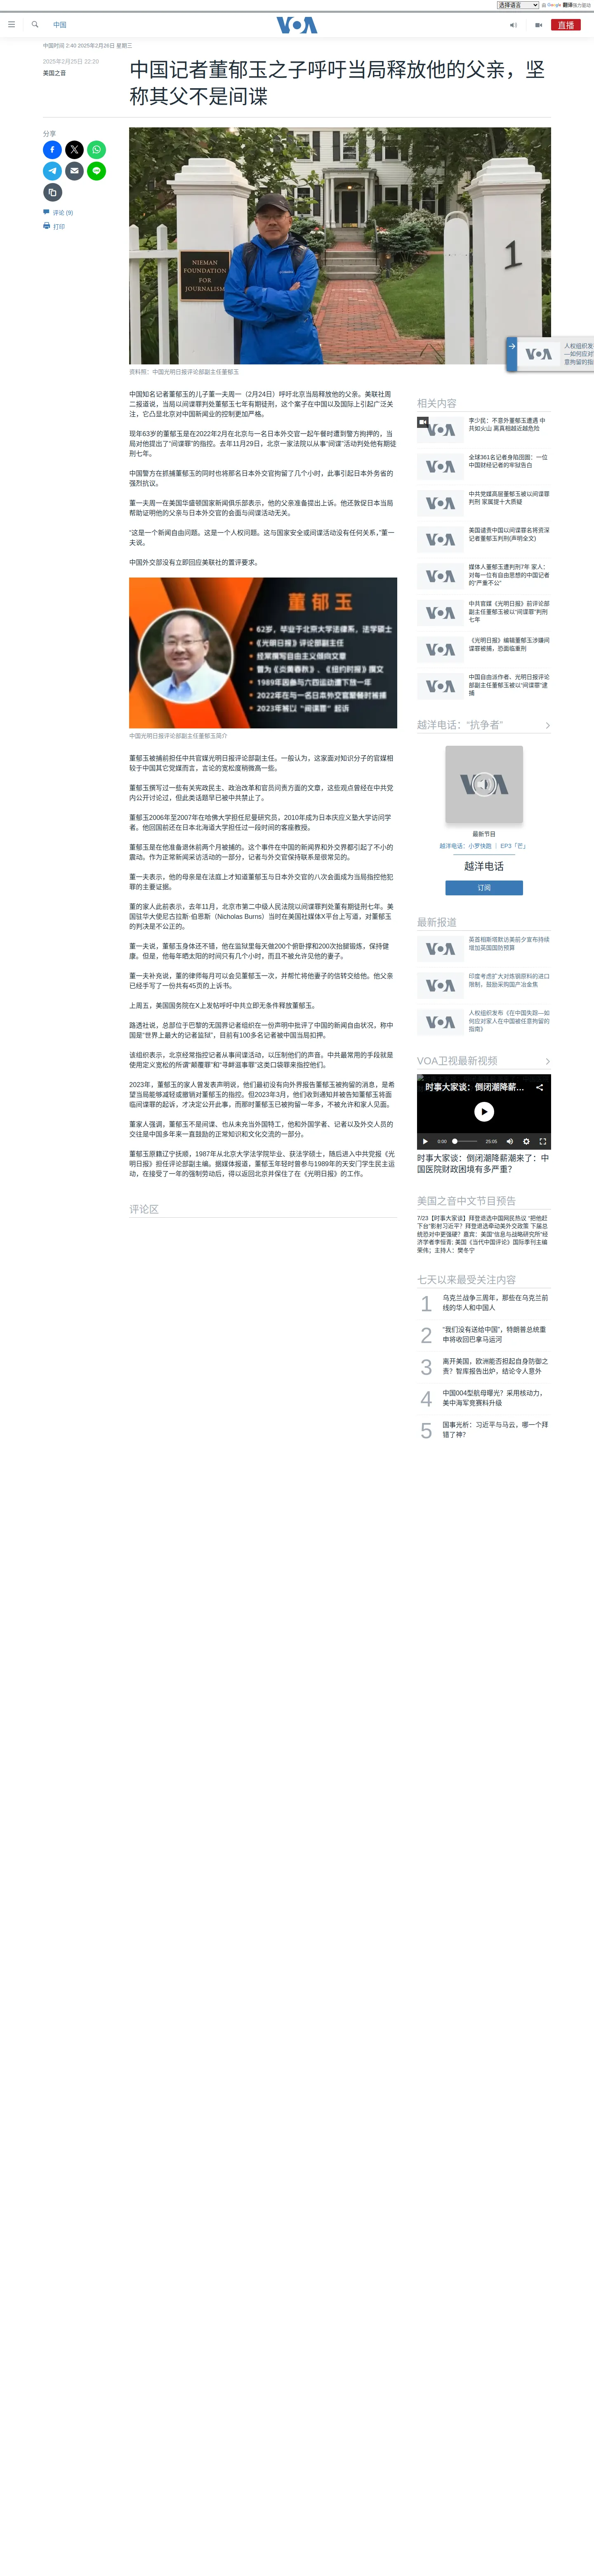 选择语言
由 Google 翻译强力驱动
中国
VOA
直播
中国时间 2:40 2025年2月26日 星期三
2025年2月25日 22:20
美国之音
中国记者董郁玉之子呼吁当局释放他的父亲，坚
称其父不是间谍
分享
评论 (9)
打印
NIEMAN
FOUNDATION
FOR
JOURNALISM
1
资料照：中国光明日报评论部副主任董郁玉
中国知名记者董郁玉的儿子董一夫周一（2月24日）呼吁北京当局释放他的父亲。美联社周
二报道说，当局以间谍罪判处董郁玉七年有期徒刑，这个案子在中国以及国际上引起广泛关
注，它凸显北京对中国新闻业的控制更加严格。
现年63岁的董郁玉是在2022年2月在北京与一名日本外交官一起午餐时遭到警方拘押的，当
局对他提出了“间谍罪”的指控。去年11月29日，北京一家法院以从事“间谍”活动判处他有期徒
刑七年。
中国警方在抓捕董郁玉的同时也将那名日本外交官拘留了几个小时，此事引起日本外务省的
强烈抗议。
董一夫周一在美国华盛顿国家新闻俱乐部表示，他的父亲准备提出上诉。他还敦促日本当局
帮助证明他的父亲与日本外交官的会面与间谍活动无关。
“这是一个新闻自由问题。这是一个人权问题。这与国家安全或间谍活动没有任何关系，”董一
夫说。
中国外交部没有立即回应美联社的置评要求。
董郁玉
62岁，毕业于北京大学法律系，法学硕士
《光明日报》评论部副主任
经常撰写自由主义倾向文章
曾为《炎黄春秋》、《纽约时报》撰文
1989年因参与六四运动遭下放一年
2022年在与一名日本外交官聚餐时被捕
2023年被以“间谍罪”起诉
中国光明日报评论部副主任董郁玉简介
董郁玉被捕前担任中共官媒光明日报评论部副主任。一般认为，这家面对知识分子的官媒相
较于中国其它党媒而言，言论的宽松度稍微高一些。
董郁玉撰写过一些有关宪政民主、政治改革和官员问责方面的文章，这些观点曾经在中共党
内公开讨论过，但此类话题早已被中共禁止了。
董郁玉2006年至2007年在哈佛大学担任尼曼研究员，2010年成为日本庆应义塾大学访问学
者。他回国前还在日本北海道大学担任过一段时间的客座教授。
董郁玉是在他准备退休前两个月被捕的。这个事件在中国的新闻界和外交界都引起了不小的
震动。作为正常新闻采访活动的一部分，记者与外交官保持联系是很常见的。
董一夫表示，他的母亲是在法庭上才知道董郁玉与日本外交官的八次会面成为当局指控他犯
罪的主要证据。
董的家人此前表示，去年11月，北京市第二中级人民法院以间谍罪判处董有期徒刑七年。美
国驻华大使尼古拉斯·伯恩斯（Nicholas Burns）当时在美国社媒体X平台上写道，对董郁玉
的判决是不公正的。
董一夫说，董郁玉身体还不错，他在监狱里每天做200个俯卧撑和200次抬腿锻炼，保持健
康。但是，他每年晒太阳的时间只有几个小时，而且不被允许见他的妻子。
董一夫补充说，董的律师每月可以会见董郁玉一次，并帮忙将他妻子的信转交给他。他父亲
已经手写了一份共有45页的上诉书。
上周五，美国国务院在X上发帖呼吁中共立即无条件释放董郁玉。
路透社说，总部位于巴黎的无国界记者组织在一份声明中批评了中国的新闻自由状况，称中
国是“世界上最大的记者监狱”，目前有100多名记者被中国当局扣押。
该组织表示，北京经常指控记者从事间谍活动，以压制他们的声音。中共最常用的手段就是
使用定义宽松的所谓“颠覆罪”和“寻衅滋事罪”这类口袋罪来指控他们。
2023年，董郁玉的家人曾发表声明说，他们最初没有向外界报告董郁玉被拘留的消息，是希
望当局能够减轻或撤销对董郁玉的指控。但2023年3月，他们收到通知并被告知董郁玉将面
临间谍罪的起诉，才决定公开此事，而那时董郁玉已被拘留一年多，不被允许和家人见面。
董家人强调，董郁玉不是间谍、也从未充当外国特工，他和外国学者、记者以及外交人员的
交往是中国多年来一直鼓励的正常知识和文化交流的一部分。
董郁玉原籍辽宁抚顺，1987年从北京大学法学院毕业、获法学硕士，随后进入中共党报《光
明日报》担任评论部副主编。据媒体报道，董郁玉年轻时曾参与1989年的天安门学生民主运
动，在接受了一年的强制劳动后，得以返回北京并保住了在《光明日报》的工作。
评论区
人权组织发
—如何应对
意拘留的指
相关内容
李少民：不意外董郁玉遭遇 中
共如火山 离真相越近越危险
全球361名记者身陷囹圄：一位
中国财经记者的牢狱告白
中共党媒高层董郁玉被以间谍罪
判刑 家属提十大质疑
美国谴责中国以间谍罪名将资深
记者董郁玉判刑(声明全文)
媒体人董郁玉遭判刑7年 家人：
对每一位有自由思想的中国记者
的“严重不公”
中共官媒《光明日报》前评论部
副主任董郁玉被以“间谍罪”判刑
七年
《光明日报》编辑董郁玉涉嫌间
谍罪被捕，恐面临重刑
中国自由派作者、光明日报评论
部副主任董郁玉被以“间谍罪”逮
捕
越洋电话：“抗争者”
最新节目
越洋电话：小罗快跑 ｜ EP3「芒」
越洋电话
订阅
最新报道
英首相斯塔默访美前夕宣布持续
增加英国国防预算
印度考虑扩大对炼钢原料的进口
限制，鼓励采购国产冶金焦
人权组织发布《在中国失踪—如
何应对家人在中国被任意拘留的
指南》
VOA卫视最新视频
时事大家谈：倒闭潮降薪...
0:00
25:05
时事大家谈：倒闭潮降薪潮来了：中
国医院财政困境有多严重？
美国之音中文节目预告
7/23【时事大家谈】拜登退选中国网民热议 “把他赶
下台”影射习近平？拜登退选牵动美外交政策 下届总
统恐对中更强硬？嘉宾：美国“信息与战略研究所”经
济学者李恒青; 美国《当代中国评论》国际季刊主编
荣伟；主持人：樊冬宁
七天以来最受关注内容
1
乌克兰战争三周年，那些在乌克兰前
线的华人和中国人
2
“我们没有送给中国”，特朗普总统重
申将收回巴拿马运河
3
离开美国，欧洲能否担起自身防御之
责？智库报告出炉，结论令人意外
4
中国004型航母曝光？采用核动力，
美中海军竞赛料升级
5
国事光析：习近平与马云，哪一个拜
错了神？